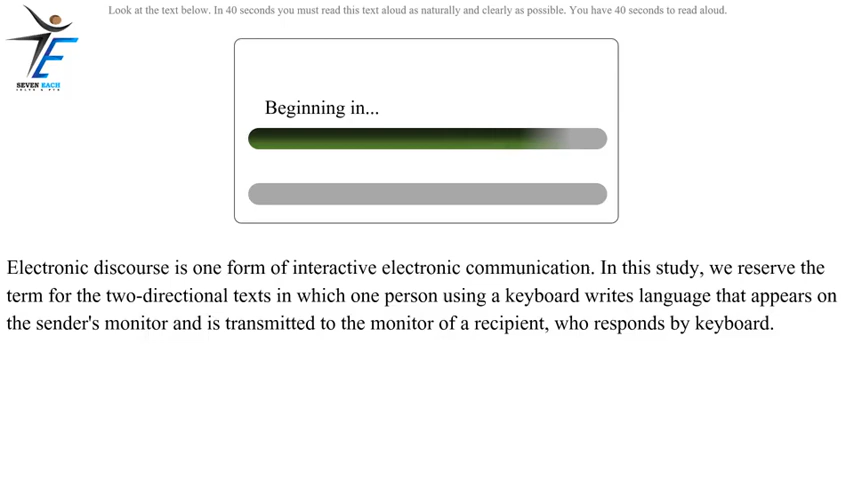 Look at the text below. In 40 seconds you must read this text aloud as naturally and clearly as possible. You have 40 seconds to read aloud.
SEVEN EACH
Beginning in...
Electronic discourse is one form of interactive electronic communication. In this study, we reserve the
term for the two-directional texts in which one person using a keyboard writes language that appears on
the sender's monitor and is transmitted to the monitor of a recipient, who responds by keyboard.